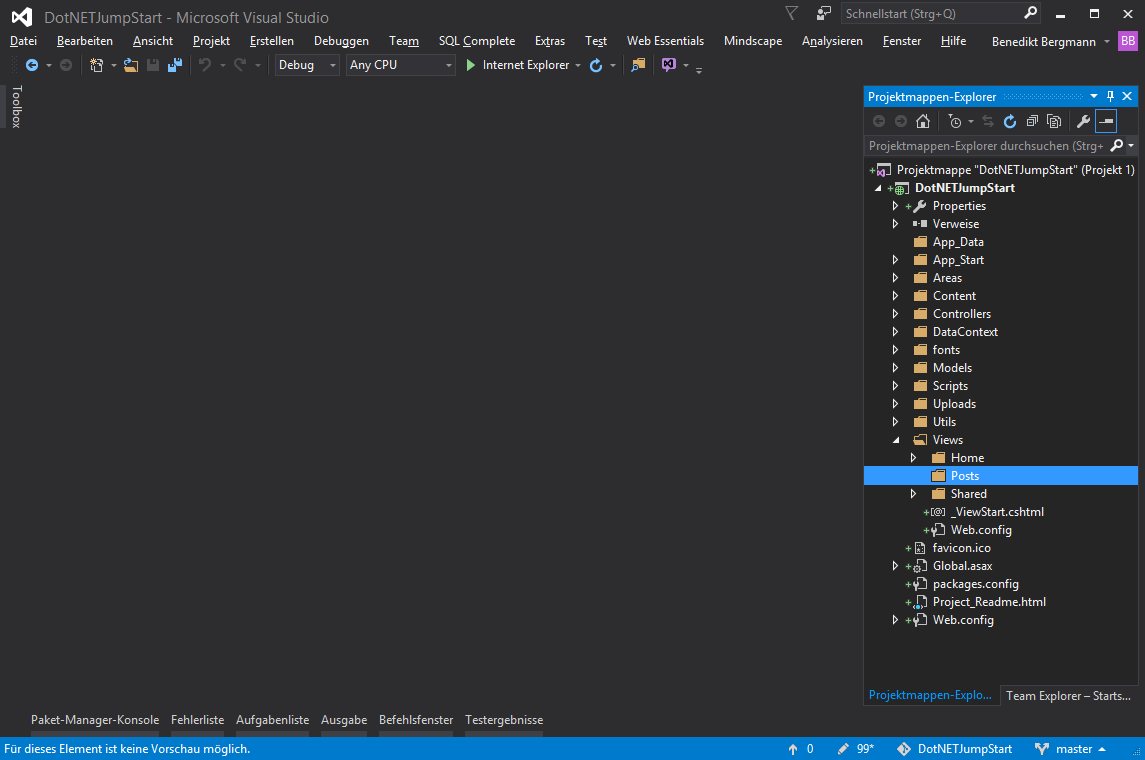 DotNETJumpStart - Microsoft Visual Studio
Schnellstart (Strg+Q)
Datei Bearbeiten Ansicht Projekt Erstellen Debuggen Team SQL Complete Extras Test Web Essentials Mindscape Analysieren Fenster Hilfe Benedikt Bergmann BB
Debug Any CPU Internet Explorer
Toolbox
Projektmappen-Explorer
Projektmappen-Explorer durchsuchen (Strg+
Projektmappe "DotNETJumpStart" (Projekt 1)
DotNETJumpStart
Properties
Verweise
App_Data
App_Start
Areas
Content
Controllers
DataContext
fonts
Models
Scripts
Uploads
Utils
Views
Home
Posts
Shared
_ViewStart.cshtml
Web.config
favicon.ico
Global.asax
packages.config
Project_Readme.html
Web.config
Projektmappen-Explo... Team Explorer – Starts...
Paket-Manager-Konsole Fehlerliste Aufgabenliste Ausgabe Befehlsfenster Testergebnisse
Für dieses Element ist keine Vorschau möglich. 0 99* DotNETJumpStart master